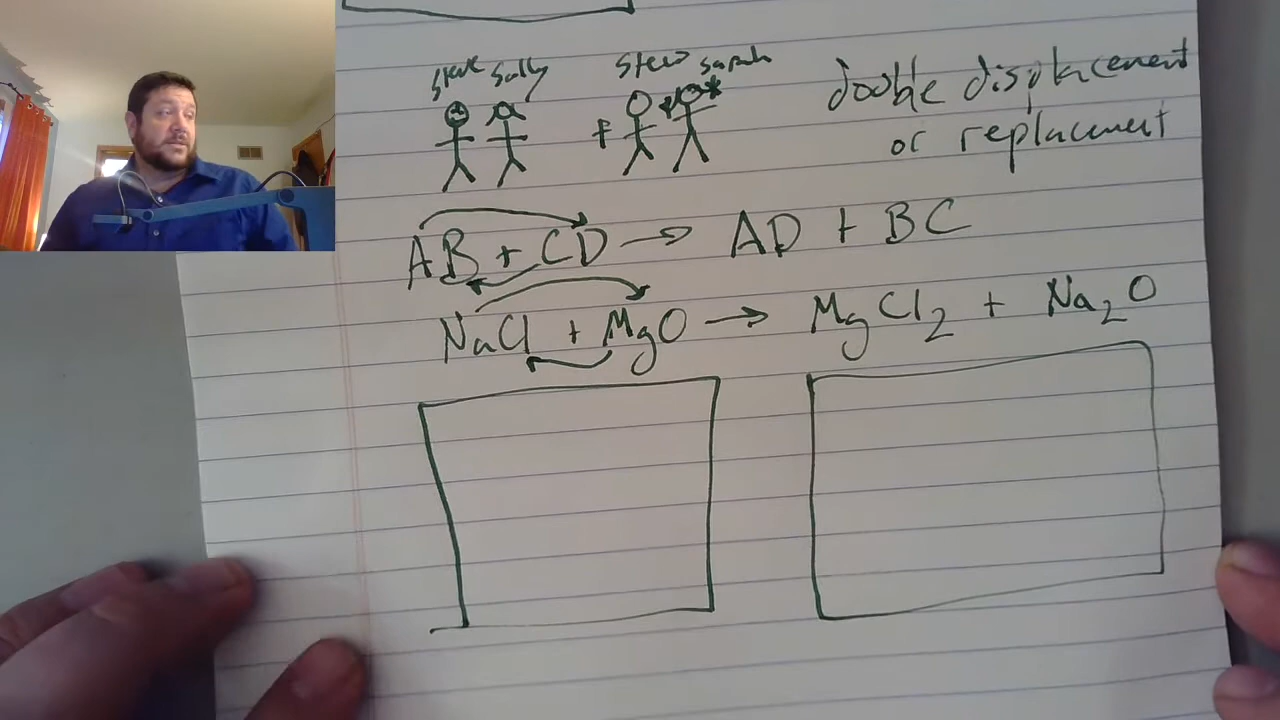 Steve Sally Stew Sarah
double displacement
or replacement
AB + CD → AD + BC
NaCl + MgO → MgCl₂ + Na₂O